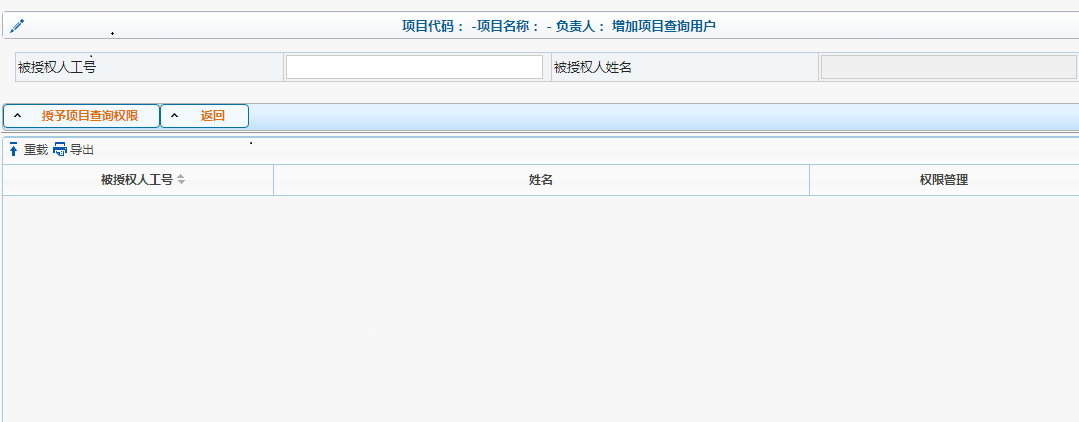 项目代码： -项目名称： - 负责人： 增加项目查询用户
被授权人工号 被授权人姓名
授予项目查询权限 返回
重载 导出
被授权人工号 姓名 权限管理